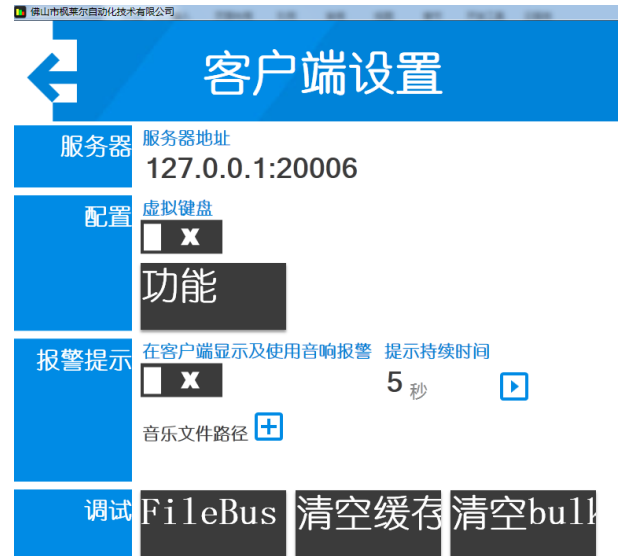 佛山市枫莱尔自动化技术有限公司
客户端设置
服务器
服务器地址
127.0.0.1:20006
配置
虚拟键盘
X
功能
报警提示
在客户端显示及使用音响报警 提示持续时间
X
5 秒
音乐文件路径
调试
FileBus 清空缓存 清空bulk